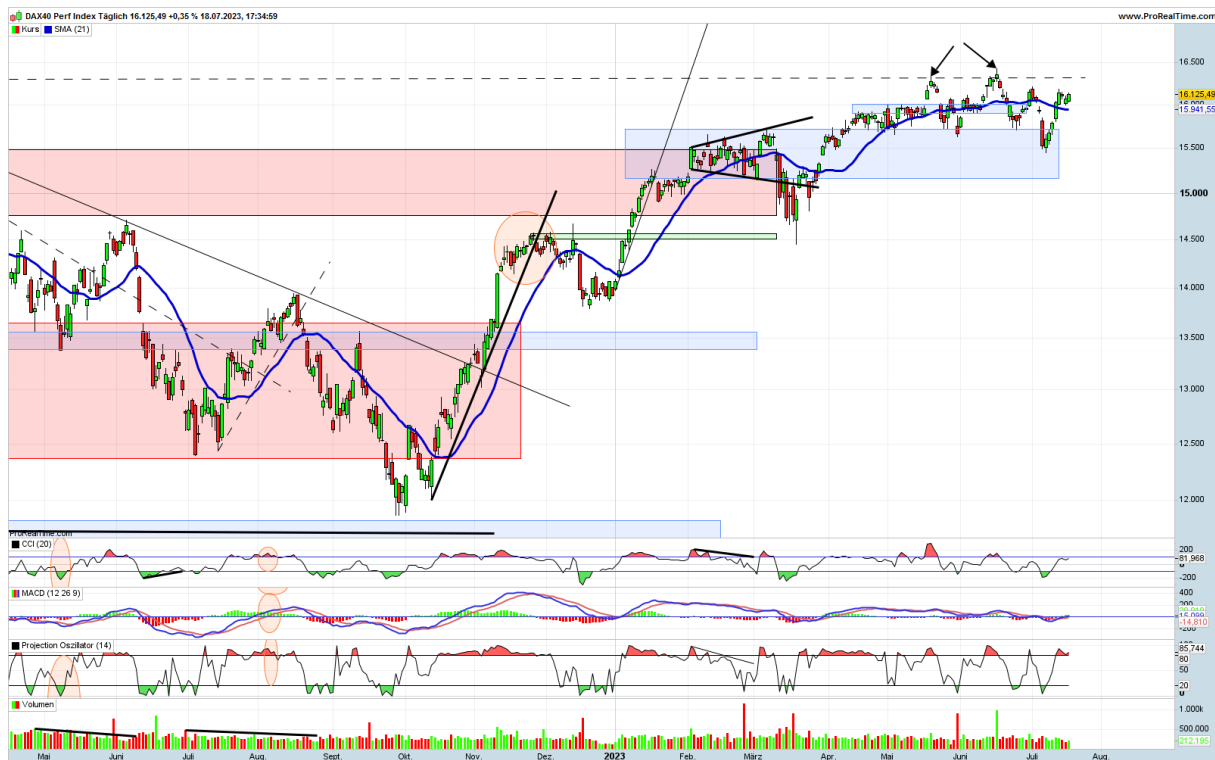 DAX40 Perf Index Täglich 16.125,49 +0,35 % 18.07.2023, 17:34:59
www.ProRealTime.com
Kurs SMA (21)
16.500
16.125,49
15.941,55
15.500
15.000
14.500
14.000
13.500
13.000
12.500
12.000
ProRealTime.com
CCI (20)
200
81,968
-200
MACD (12 26 9)
400
-14,810
Projection Oszillator (14)
85,744
80
50
20
0
Volumen
1 000k
500.000
212.195
Mai Juni Juli Aug. Sept. Okt. Nov. Dez. 2023 Feb. März Apr. Mai Juni Juli Aug.